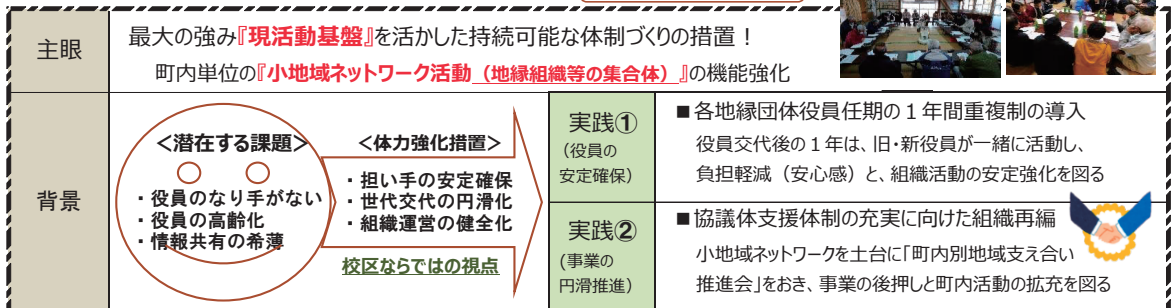 主眼
最大の強み『現活動基盤』を活かした持続可能な体制づくりの措置！
町内単位の『小地域ネットワーク活動（地縁組織等の集合体）』の機能強化
背景
＜潜在する課題＞
・役員のなり手がない
・役員の高齢化
・情報共有の希薄
＜体力強化措置＞
・担い手の安定確保
・世代交代の円滑化
・組織運営の健全化
校区ならではの視点
実践①
（役員の
安定確保）
■各地縁団体役員任期の１年間重複制の導入
役員交代後の１年は、旧・新役員が一緒に活動し、
負担軽減（安心感）と、組織活動の安定強化を図る
実践②
(事業の
円滑推進）
■協議体支援体制の充実に向けた組織再編
小地域ネットワークを土台に「町内別地域支え合い
推進会」をおき、事業の後押しと町内活動の拡充を図る